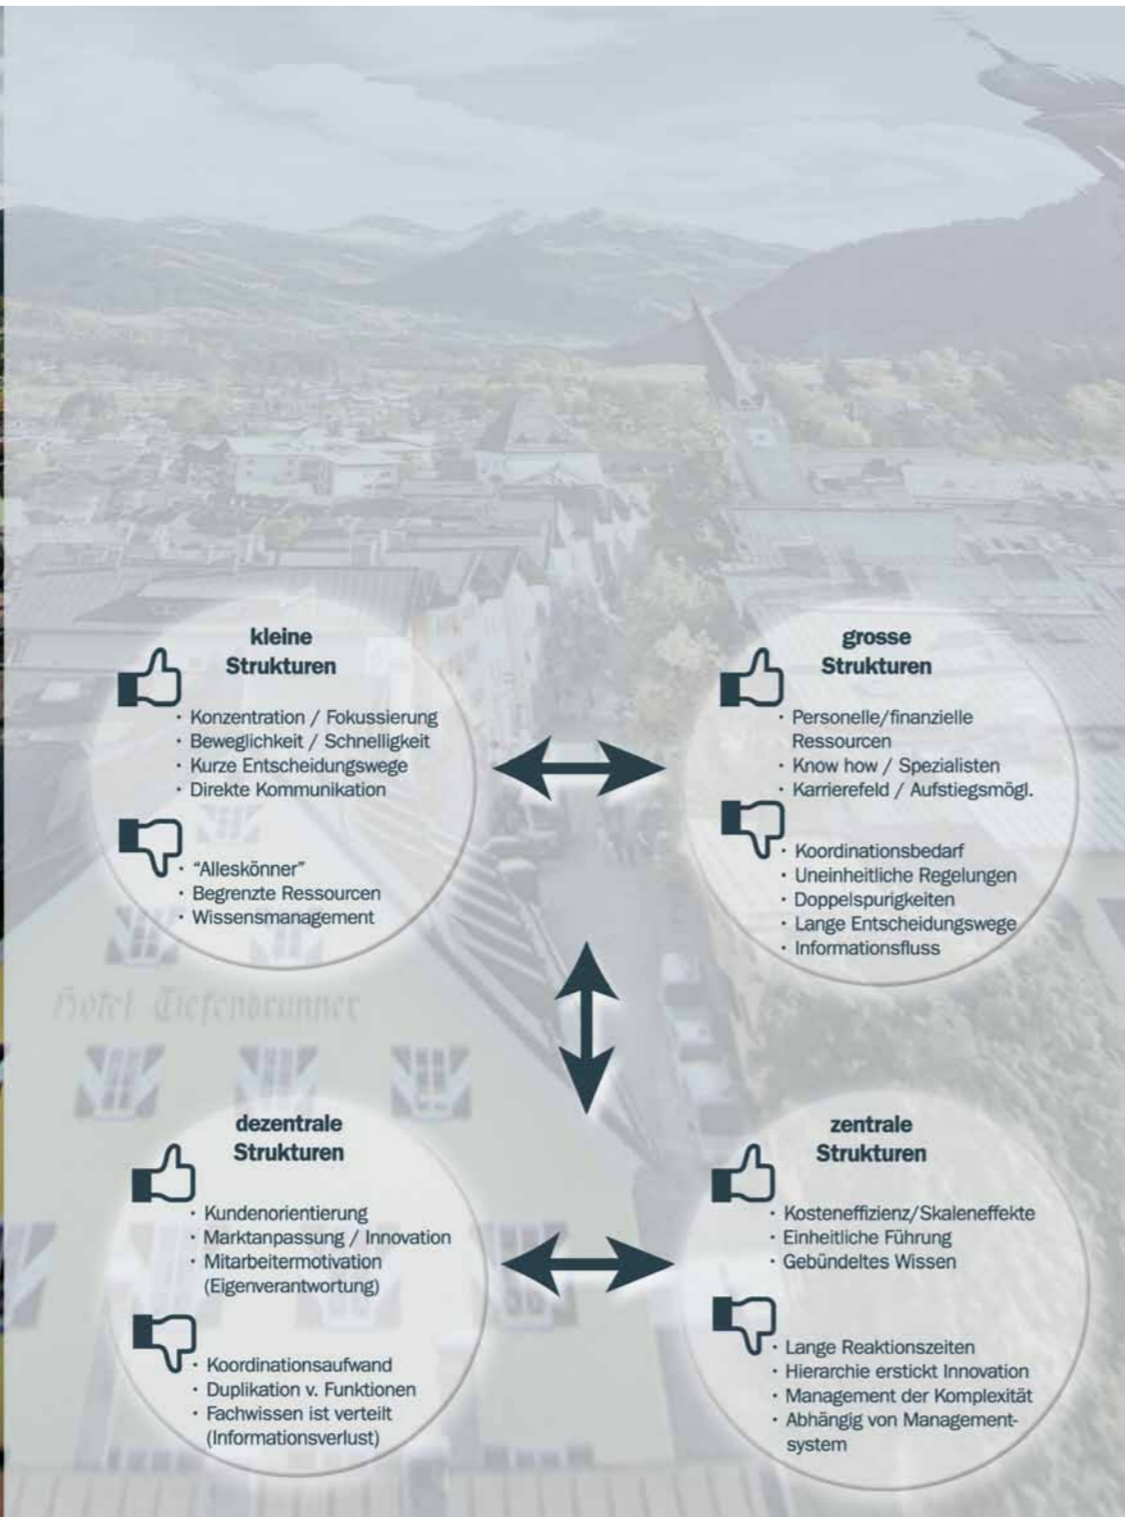 kleine
Strukturen
· Konzentration / Fokussierung
· Beweglichkeit / Schnelligkeit
· Kurze Entscheidungswege
· Direkte Kommunikation
· "Alleskönner"
· Begrenzte Ressourcen
· Wissensmanagement
grosse
Strukturen
· Personelle/finanzielle
Ressourcen
· Know how / Spezialisten
· Karrierefeld / Aufstiegsmögl.
· Koordinationsbedarf
· Uneinheitliche Regelungen
· Doppelspurigkeiten
· Lange Entscheidungswege
· Informationsfluss
Hotel Tiefenbrunner
dezentrale
Strukturen
· Kundenorientierung
· Marktanpassung / Innovation
· Mitarbeitermotivation
(Eigenverantwortung)
· Koordinationsaufwand
· Duplikation v. Funktionen
· Fachwissen ist verteilt
(Informationsverlust)
zentrale
Strukturen
· Kosteneffizienz/Skaleneffekte
· Einheitliche Führung
· Gebündeltes Wissen
· Lange Reaktionszeiten
· Hierarchie erstickt Innovation
· Management der Komplexität
· Abhängig von Management-
system